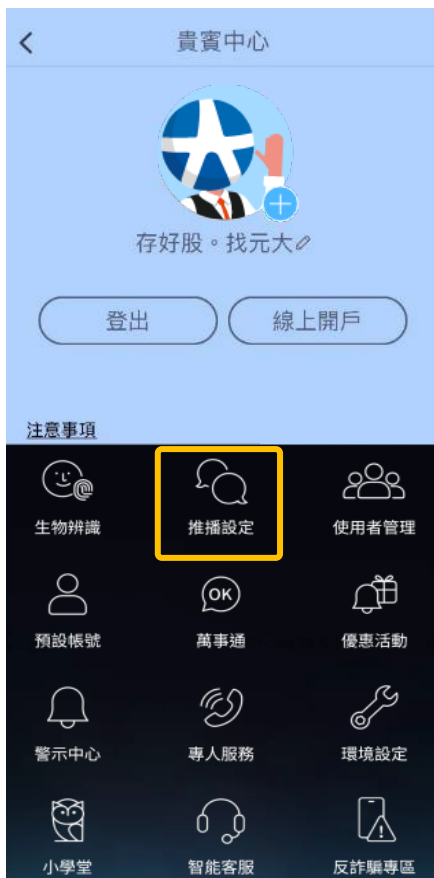 貴賓中心
存好股。找元大
登出 線上開戶
注意事項
生物辨識 推播設定 使用者管理
OK
預設帳號 萬事通 優惠活動
警示中心 專人服務 環境設定
小學堂 智能客服 反詐騙專區